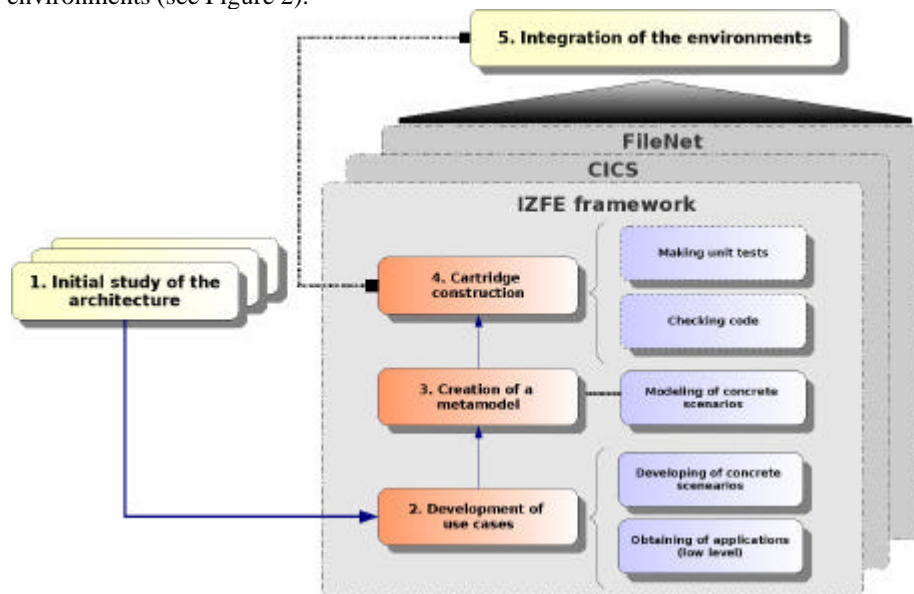 environments (see Figure 2).
5. Integration of the environments
FileNet
CICS
IZFE framework
1. Initial study of the
architecture
4. Cartridge
construction
Making unit tests
Checking code
3. Creation of a
metamodel
Modeling of concrete
scenarios
2. Development of
use cases
Developing of concrete
scenearios
Obtaining of applications
(low level)